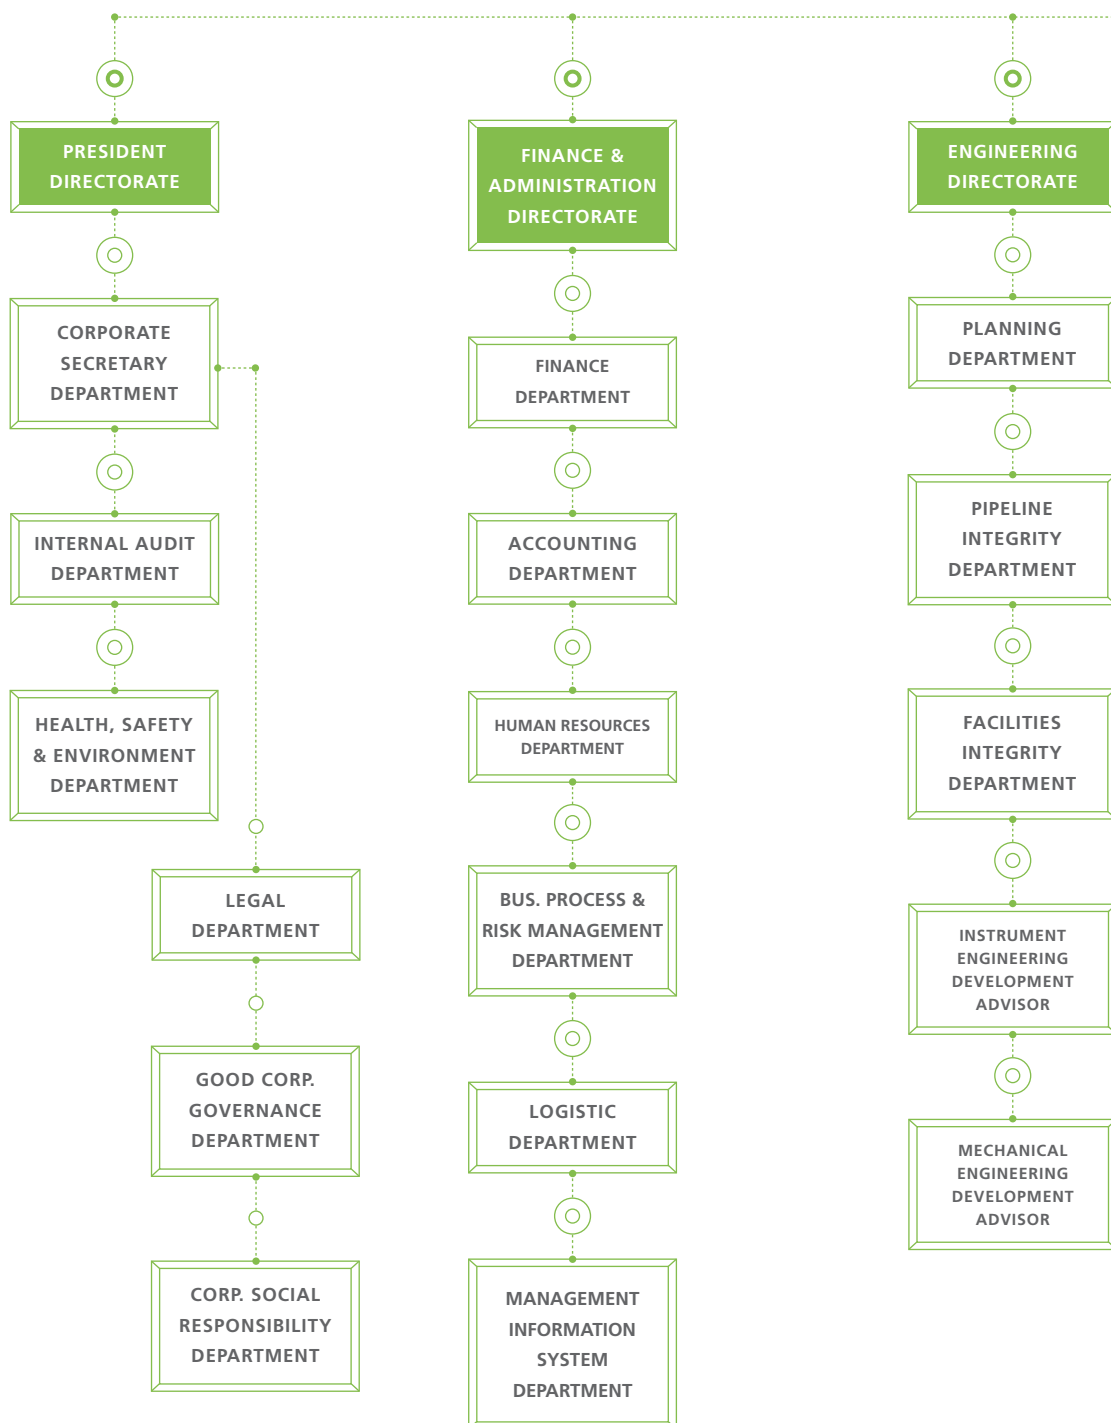 PRESIDENT
DIRECTORATE
CORPORATE
SECRETARY
DEPARTMENT
INTERNAL AUDIT
DEPARTMENT
HEALTH, SAFETY
& ENVIRONMENT
DEPARTMENT
LEGAL
DEPARTMENT
GOOD CORP.
GOVERNANCE
DEPARTMENT
CORP. SOCIAL
RESPONSIBILITY
DEPARTMENT
FINANCE &
ADMINISTRATION
DIRECTORATE
FINANCE
DEPARTMENT
ACCOUNTING
DEPARTMENT
HUMAN RESOURCES
DEPARTMENT
BUS. PROCESS &
RISK MANAGEMENT
DEPARTMENT
LOGISTIC
DEPARTMENT
MANAGEMENT
INFORMATION
SYSTEM
DEPARTMENT
ENGINEERING
DIRECTORATE
PLANNING
DEPARTMENT
PIPELINE
INTEGRITY
DEPARTMENT
FACILITIES
INTEGRITY
DEPARTMENT
INSTRUMENT
ENGINEERING
DEVELOPMENT
ADVISOR
MECHANICAL
ENGINEERING
DEVELOPMENT
ADVISOR